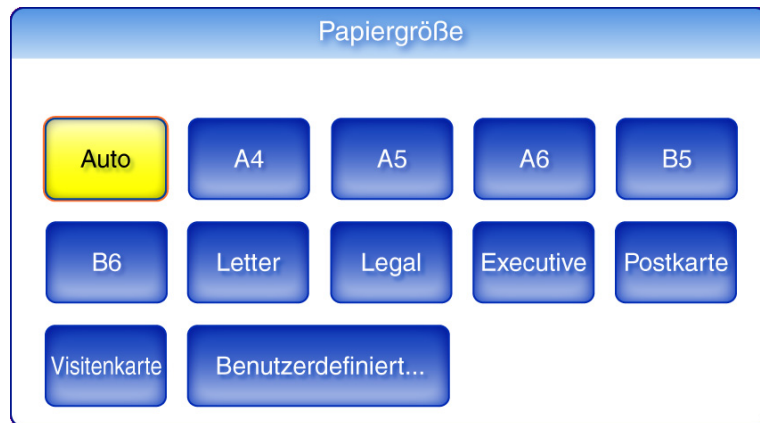 Papiergröße
Auto A4 A5 A6 B5
B6 Letter Legal Executive Postkarte
Visitenkarte Benutzerdefiniert...